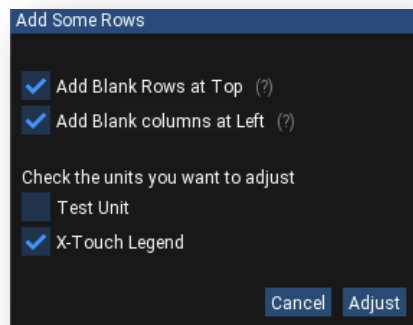 Add Some Rows
Add Blank Rows at Top (?)
Add Blank columns at Left (?)
Check the units you want to adjust
Test Unit
X-Touch Legend
Cancel Adjust